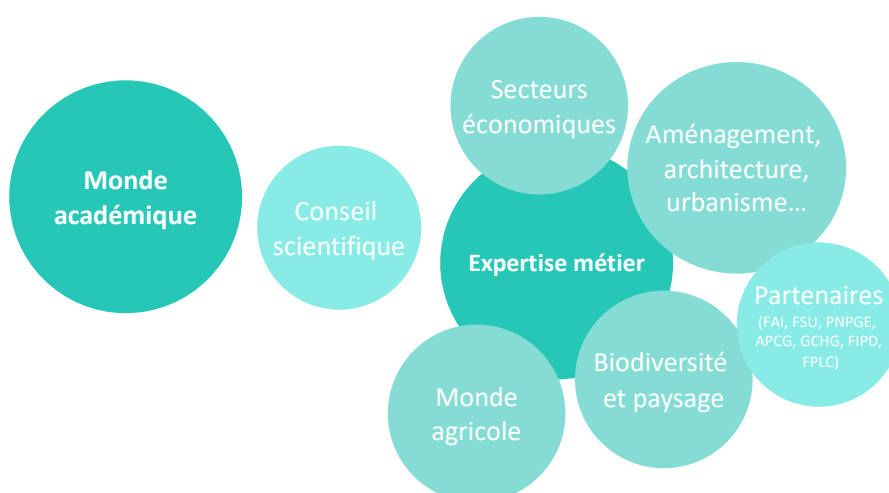 Monde
académique
Conseil
scientifique
Secteurs
économiques
Aménagement,
architecture,
urbanisme…
Expertise métier
Partenaires
(FAI, FSU, PNPGE,
APCG, GCHG, FIPD,
FPLC)
Biodiversité
et paysage
Monde
agricole